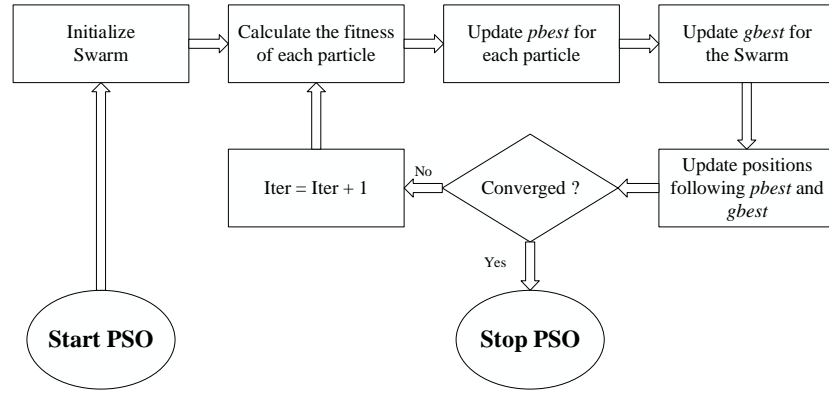 Initialize
Swarm
Calculate the fitness
of each particle
Update pbest for
each particle
Update gbest for
the Swarm
Iter = Iter + 1
No
Converged ?
Update positions
following pbest and
gbest
Yes
Start PSO
Stop PSO